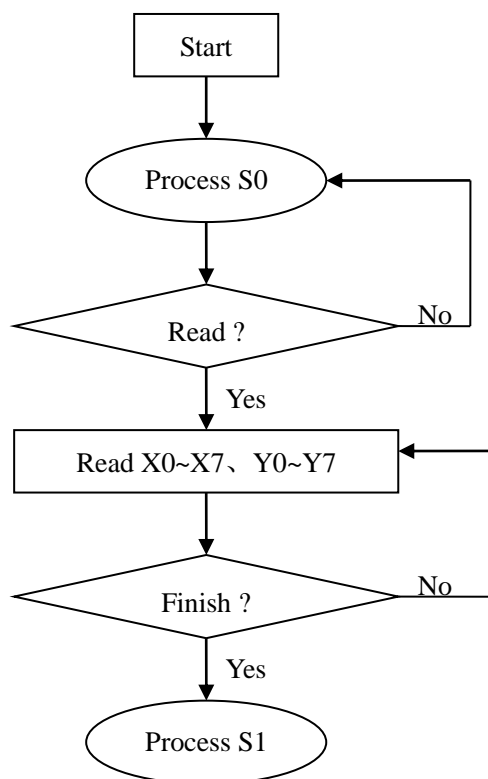 Start
Process S0
Read ?
No
Yes
Read X0~X7、Y0~Y7
Finish ?
No
Yes
Process S1